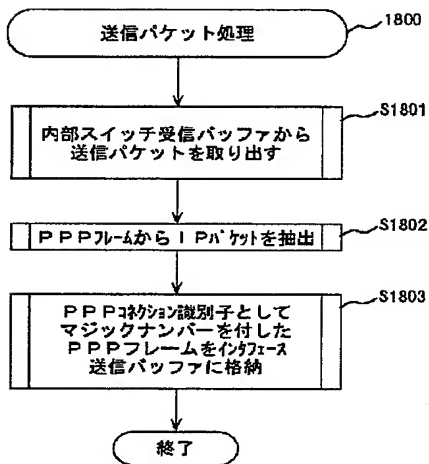 送信パケット処理
1800
内部スイッチ受信バッファから
送信パケットを取り出す
S1801
PPPフレームからIPパケットを抽出
S1802
PPPコネクション識別子として
マジックナンバーを付した
PPPフレームをインタフェース
送信バッファに格納
S1803
終了